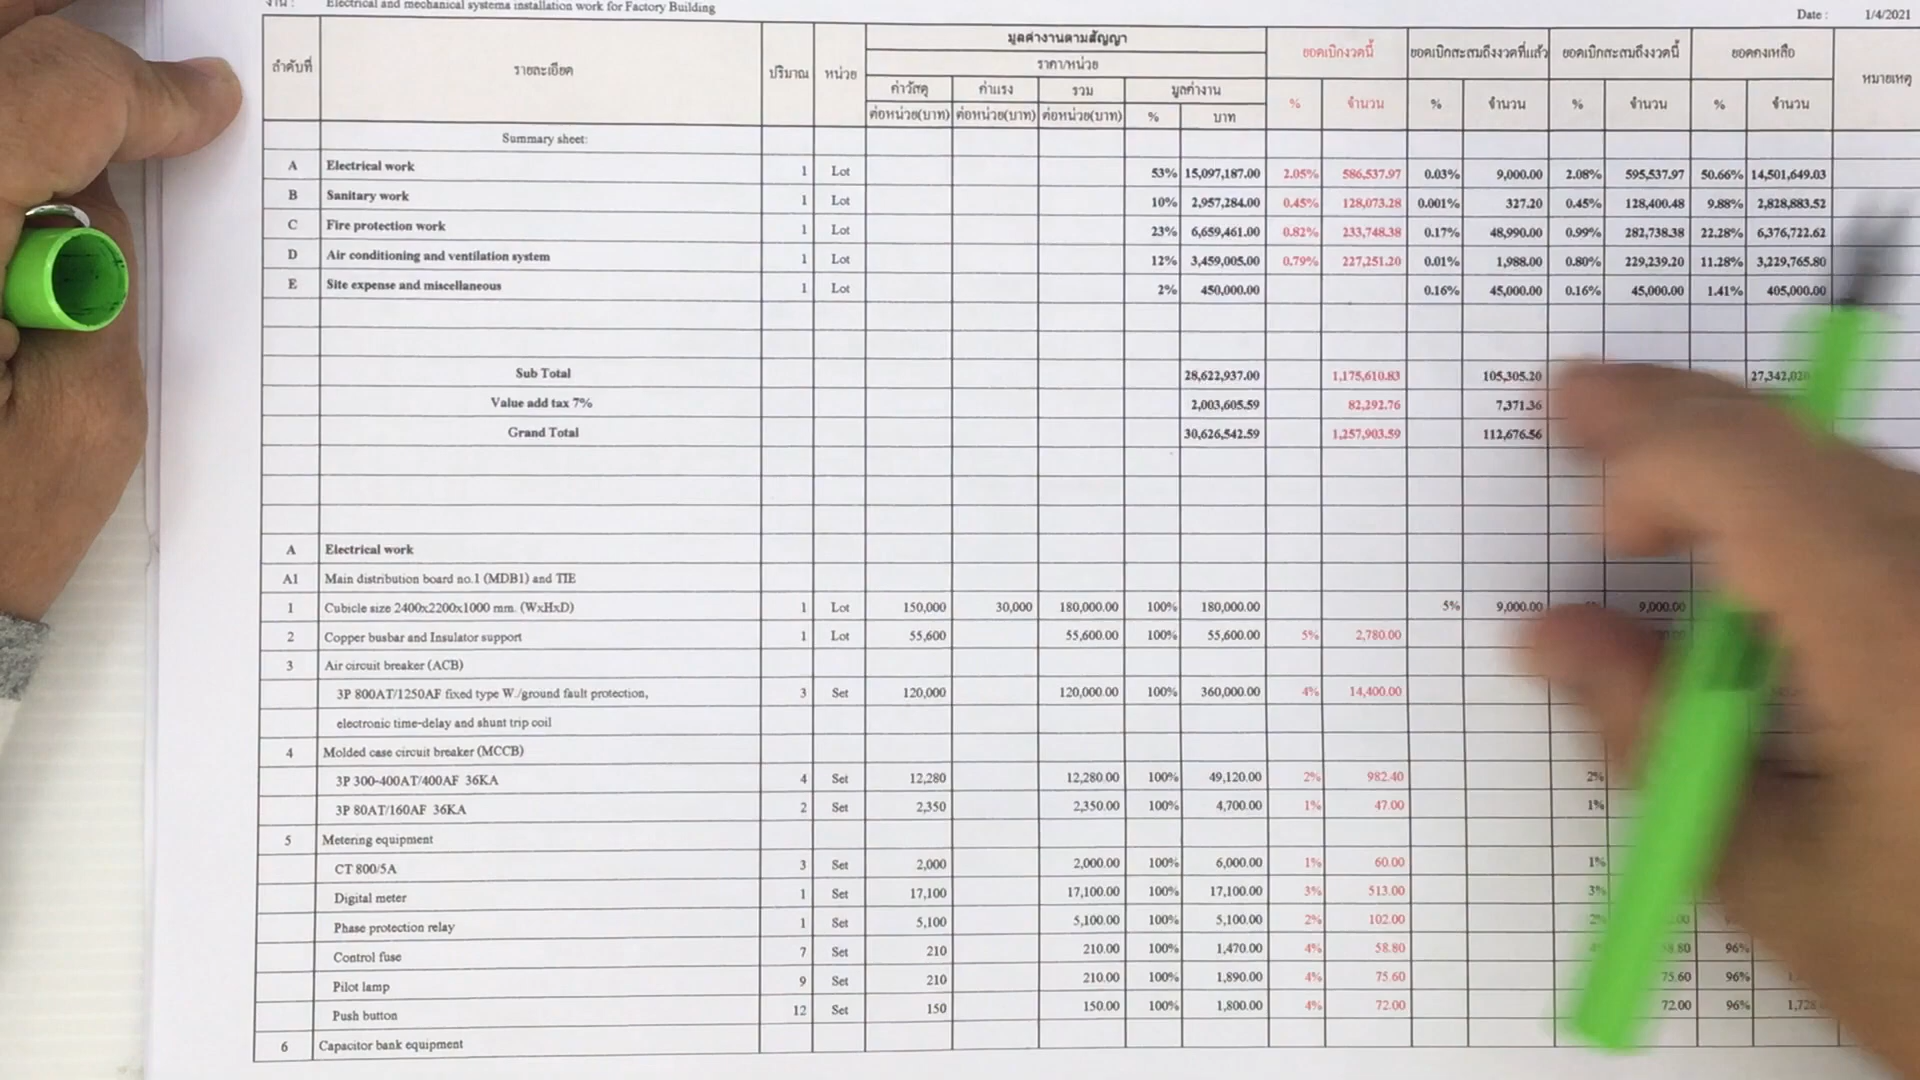 งาน : Electrical and mechanical systems installation work for Factory Building Date : 1/4/2021
ลำดับที่ รายละเอียด ปริมาณ หน่วย มูลค่างานตามสัญญา ยอดเบิกงวดนี้ ยอดเบิกสะสมถึงงวดที่แล้ว ยอดเบิกสะสมถึงงวดนี้ ยอดคงเหลือ หมายเหตุ
ราคา/หน่วย
ค่าวัสดุ ค่าแรง รวม มูลค่างาน % จำนวน % จำนวน % จำนวน % จำนวน
ต่อหน่วย(บาท) ต่อหน่วย(บาท) ต่อหน่วย(บาท) % บาท
Summary sheet:
A Electrical work 1 Lot 53% 15,097,187.00 2.05% 586,537.97 0.03% 9,000.00 2.08% 595,537.97 50.66% 14,501,649.03
B Sanitary work 1 Lot 10% 2,957,284.00 0.45% 128,073.28 0.001% 327.20 0.45% 128,400.48 9.88% 2,828,883.52
C Fire protection work 1 Lot 23% 6,659,461.00 0.82% 233,748.38 0.17% 48,990.00 0.99% 282,738.38 22.28% 6,376,722.62
D Air conditioning and ventilation system 1 Lot 12% 3,459,005.00 0.79% 227,251.20 0.01% 1,988.00 0.80% 229,239.20 11.28% 3,229,765.80
E Site expense and miscellaneous 1 Lot 2% 450,000.00 0.16% 45,000.00 0.16% 45,000.00 1.41% 405,000.00
Sub Total 28,622,937.00 1,175,610.83 105,305.20
Value add tax 7% 2,003,605.59 82,292.76 7,371.36
Grand Total 30,626,542.59 1,257,903.59 112,676.56
A Electrical work
A1 Main distribution board no.1 (MDB1) and TIE
1 Cubicle size 2400x2200x1000 mm. (WxHxD) 1 Lot 150,000 30,000 180,000.00 100% 180,000.00 5% 9,000.00 9,000.00
2 Copper busbar and Insulator support 1 Lot 55,600 55,600.00 100% 55,600.00 5% 2,780.00
3 Air circuit breaker (ACB)
3P 800AT/1250AF fixed type W./ground fault protection, 3 Set 120,000 120,000.00 100% 360,000.00 4% 14,400.00
electronic time-delay and shunt trip coil
4 Molded case circuit breaker (MCCB)
3P 300-400AT/400AF 36KA 4 Set 12,280 12,280.00 100% 49,120.00 2% 982.40 2%
3P 80AT/160AF 36KA 2 Set 2,350 2,350.00 100% 4,700.00 1% 47.00 1%
5 Metering equipment
CT 800/5A 3 Set 2,000 2,000.00 100% 6,000.00 1% 60.00 1%
Digital meter 1 Set 17,100 17,100.00 100% 17,100.00 3% 513.00 3%
Phase protection relay 1 Set 5,100 5,100.00 100% 5,100.00 2% 102.00 2%
Control fuse 7 Set 210 210.00 100% 1,470.00 4% 58.80 96%
Pilot lamp 9 Set 210 210.00 100% 1,890.00 4% 75.60 75.60 96%
Push button 12 Set 150 150.00 100% 1,800.00 4% 72.00 72.00 96%
6 Capacitor bank equipment